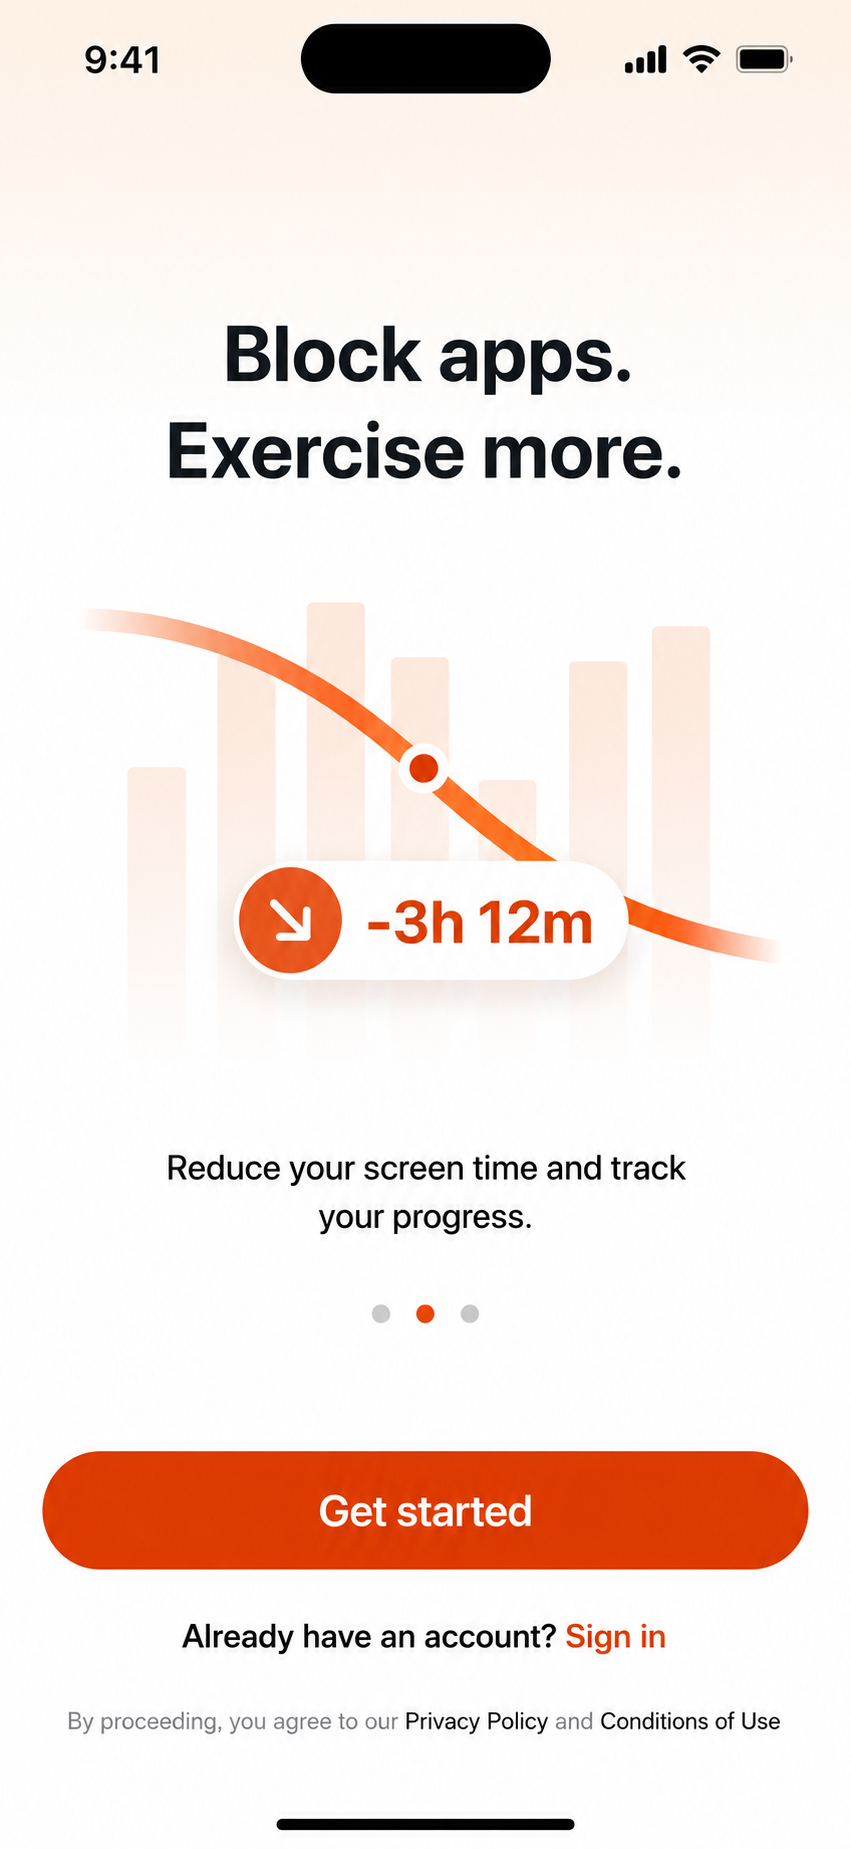 9:41
Block apps.
Exercise more.
-3h 12m
Reduce your screen time and track
your progress.
Get started
Already have an account? Sign in
By proceeding, you agree to our Privacy Policy and Conditions of Use